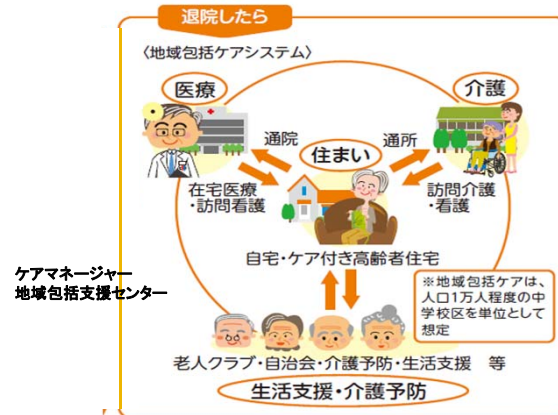 退院したら
〈地域包括ケアシステム〉
医療
介護
通院
住まい
通所
在宅医療
・訪問看護
訪問介護
・看護
自宅・ケア付き高齢者住宅
ケアマネージャー
地域包括支援センター
※地域包括ケアは、
人口1万人程度の中
学校区を単位として
想定
老人クラブ・自治会・介護予防・生活支援 等
生活支援・介護予防